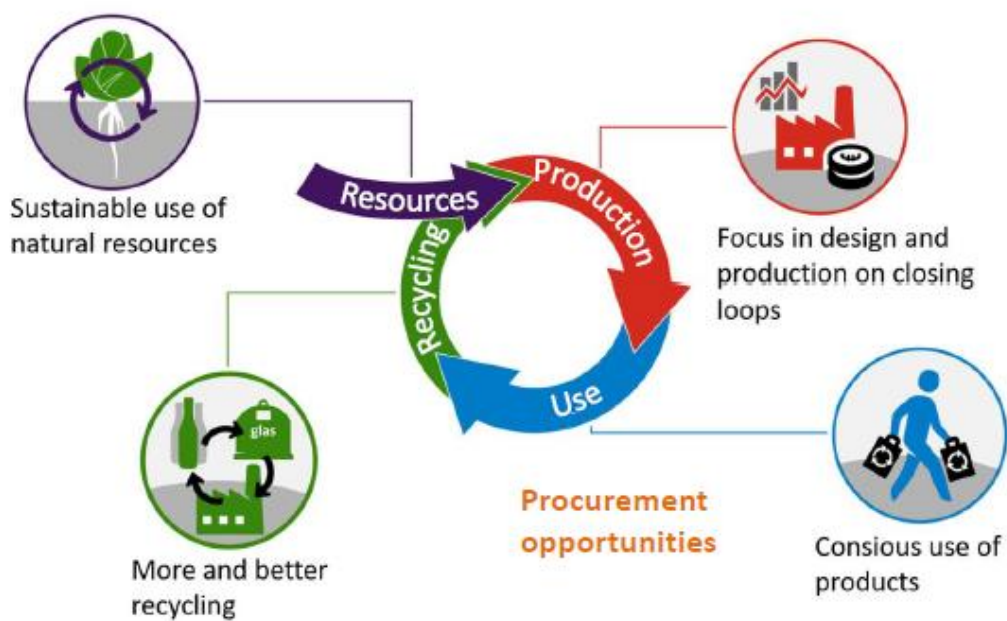 Sustainable use of
natural resources
Resources
Production
Focus in design and
production on closing
loops
Recycling
Use
glas
More and better
recycling
Procurement
opportunities
Consious use of
products